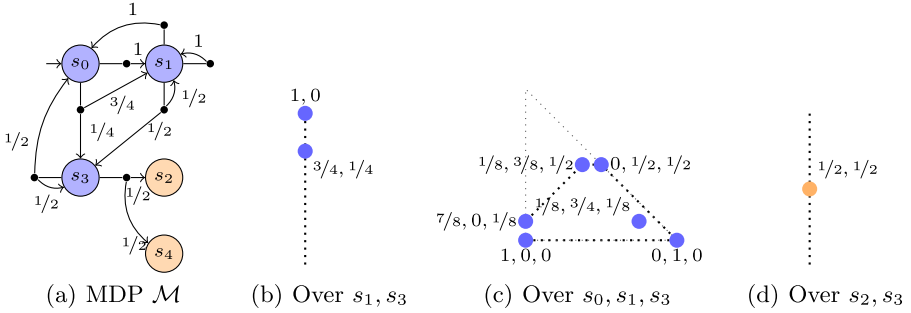 1
1
1
s₀
s₁
3/4
1/2
1/4
1/2
1/2
s₃
1/2
s₂
1/2
1/2
s₄
(a) MDP ℳ
1, 0
3/4, 1/4
(b) Over s₁, s₃
1/8, 3/8, 1/2
0, 1/2, 1/2
1/8, 3/4, 1/8
7/8, 0, 1/8
1, 0, 0
0, 1, 0
(c) Over s₀, s₁, s₃
1/2, 1/2
(d) Over s₂, s₃